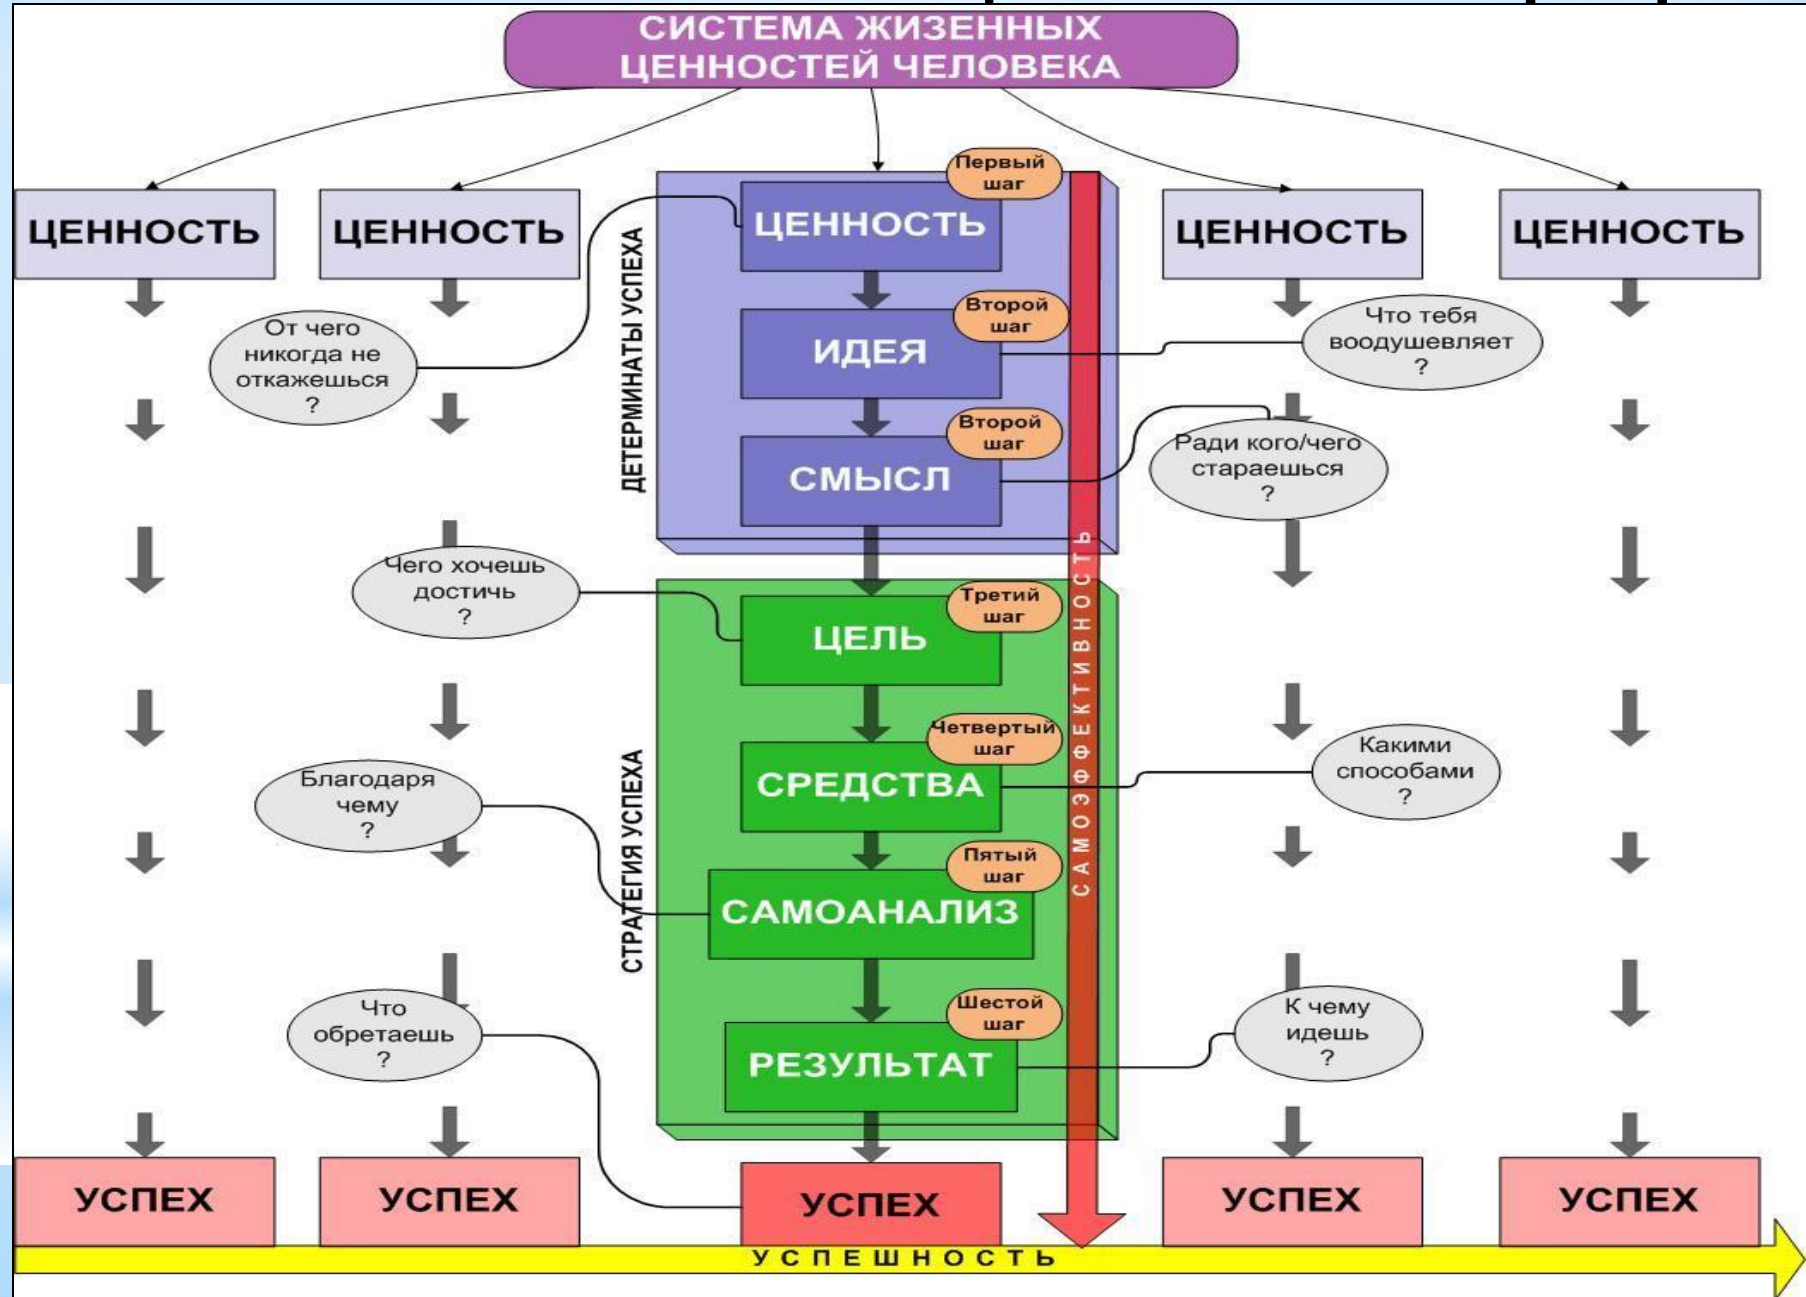 СИСТЕМА ЖИЗЕННЫХ
ЦЕННОСТЕЙ ЧЕЛОВЕКА
Первый
шаг
ЦЕННОСТЬ
ЦЕННОСТЬ
ЦЕННОСТЬ
ЦЕННОСТЬ
ЦЕННОСТЬ
ДЕТЕРМИНАТЫ УСПЕХА
От чего
никогда не
откажешься
?
Второй
шаг
ИДЕЯ
Что тебя
воодушевляет
?
Второй
шаг
СМЫСЛ
Ради кого/чего
стараешься
?
САМОЭФФЕКТИВНОСТЬ
Чего хочешь
достичь
?
Третий
шаг
ЦЕЛЬ
СТРАТЕГИЯ УСПЕХА
Четвертый
шаг
СРЕДСТВА
Какими
способами
?
Благодаря
чему
?
Пятый
шаг
САМОАНАЛИЗ
Что
обретаешь
?
Шестой
шаг
РЕЗУЛЬТАТ
К чему
идешь
?
УСПЕХ
УСПЕХ
УСПЕХ
УСПЕХ
УСПЕХ
УСПЕШНОСТЬ